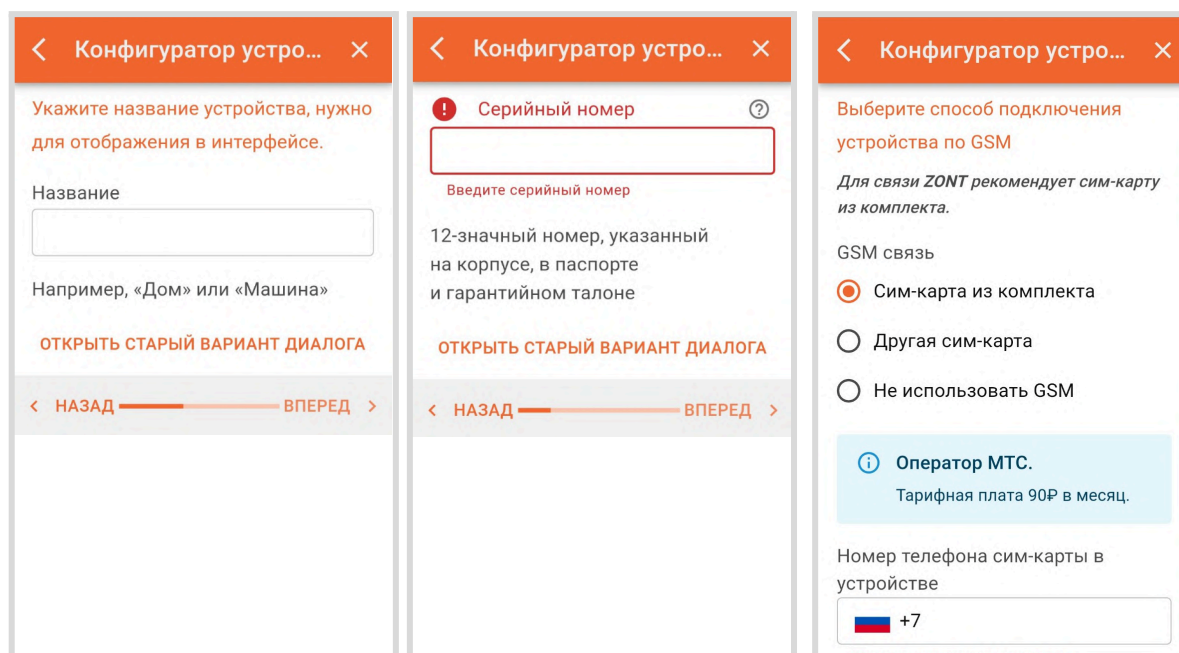 Конфигуратор устро...
Укажите название устройства, нужно
для отображения в интерфейсе.
Название
Например, «Дом» или «Машина»
ОТКРЫТЬ СТАРЫЙ ВАРИАНТ ДИАЛОГА
НАЗАД
ВПЕРЕД
Конфигуратор устро...
Серийный номер
Введите серийный номер
12-значный номер, указанный
на корпусе, в паспорте
и гарантийном талоне
ОТКРЫТЬ СТАРЫЙ ВАРИАНТ ДИАЛОГА
НАЗАД
ВПЕРЕД
Конфигуратор устро...
Выберите способ подключения
устройства по GSM
Для связи ZONT рекомендует сим-карту
из комплекта.
GSM связь
Сим-карта из комплекта
Другая сим-карта
Не использовать GSM
Оператор МТС.
Тарифная плата 90₽ в месяц.
Номер телефона сим-карты в
устройстве
+7